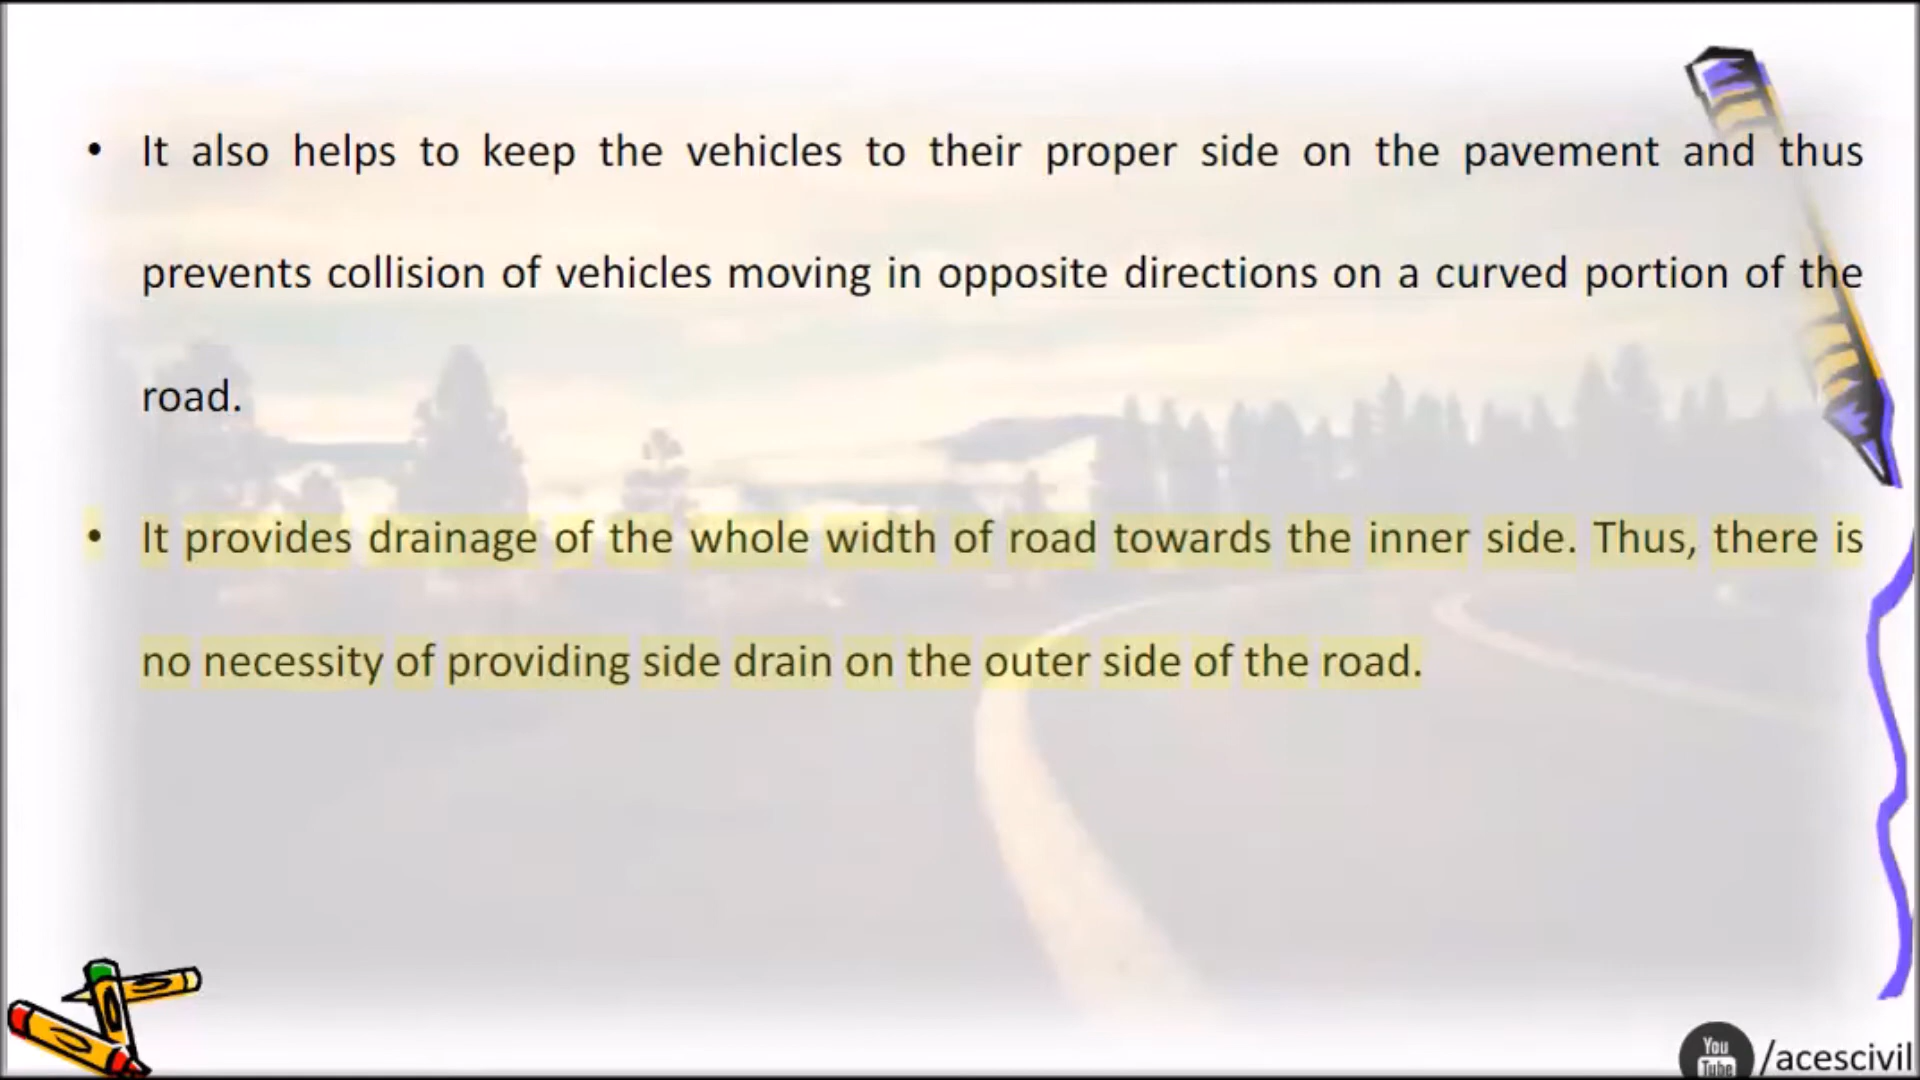 • It also helps to keep the vehicles to their proper side on the pavement and thus
prevents collision of vehicles moving in opposite directions on a curved portion of the
road.
• It provides drainage of the whole width of road towards the inner side. Thus, there is
no necessity of providing side drain on the outer side of the road.
You
Tube
/acescivil